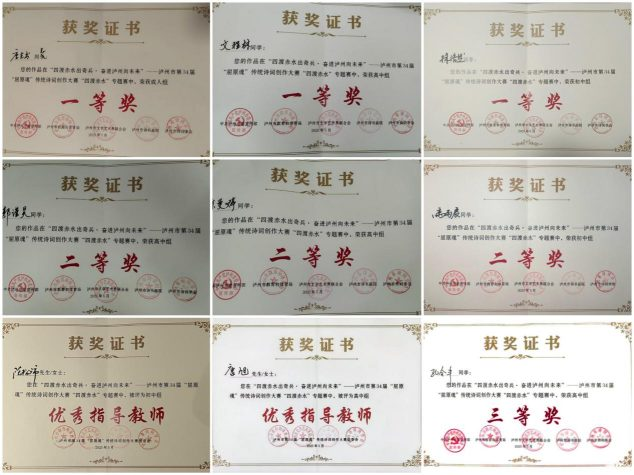 获奖证书
同志:
您的作品在“四渡赤水出奇兵·奋进泸州向未来”——泸州市第34届
“屈原魂”传统诗词创作大赛“四渡赤水”专题赛中,荣获成人组
一等奖
获奖证书
同学:
您的作品在“四渡赤水出奇兵·奋进泸州向未来”——泸州市第34届
“屈原魂”传统诗词创作大赛“四渡赤水”专题赛中,荣获高中组
一等奖
获奖证书
同学:
您的作品在“四渡赤水出奇兵·奋进泸州向未来”——泸州市第34届
“屈原魂”传统诗词创作大赛“四渡赤水”专题赛中,荣获初中组
一等奖
获奖证书
同学:
您的作品在“四渡赤水出奇兵·奋进泸州向未来”——泸州市第34
届“屈原魂”传统诗词创作大赛“四渡赤水”专题赛中,荣获高中组
二等奖
获奖证书
同学:
您的作品在“四渡赤水出奇兵·奋进泸州向未来”——泸州市第34
届“屈原魂”传统诗词创作大赛“四渡赤水”专题赛中,荣获高中组
二等奖
获奖证书
同学:
您的作品在“四渡赤水出奇兵·奋进泸州向未来”——泸州市第34届
“屈原魂”传统诗词创作大赛“四渡赤水”专题赛中,荣获初中组
二等奖
获奖证书
先生/女士:
您在“四渡赤水出奇兵·奋进泸州向未来”——泸州市第34届“屈原
魂”传统诗词创作大赛“四渡赤水”专题赛中,被评为初中组
优秀指导教师
获奖证书
唐旭先生/女士:
您在“四渡赤水出奇兵·奋进泸州向未来”——泸州市第34届“屈原
魂”传统诗词创作大赛“四渡赤水”专题赛中,被评为高中组
优秀指导教师
获奖证书
同学:
您的作品在“四渡赤水出奇兵·奋进泸州向未来”——泸州市第34届
“屈原魂”传统诗词创作大赛“四渡赤水”专题赛中,荣获高中组
三等奖